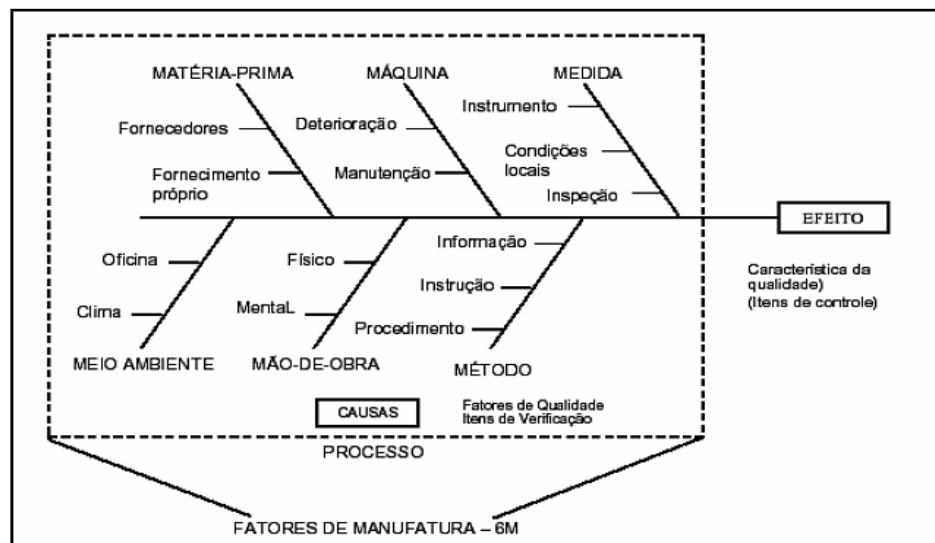 MATÉRIA-PRIMA
MÁQUINA
MEDIDA
Fornecedores
Fornecimento
próprio
Deterioração
Manutenção
Instrumento
Condições
locais
Inspeção
EFEITO
Característica da
qualidade)
(Itens de controle)
Oficina
Clima
MEIO AMBIENTE
Físico
MentaL
MÃO-DE-OBRA
Informação
Instrução
Procedimento
MÉTODO
CAUSAS
Fatores de Qualidade
Itens de Verificação
PROCESSO
FATORES DE MANUFATURA – 6M